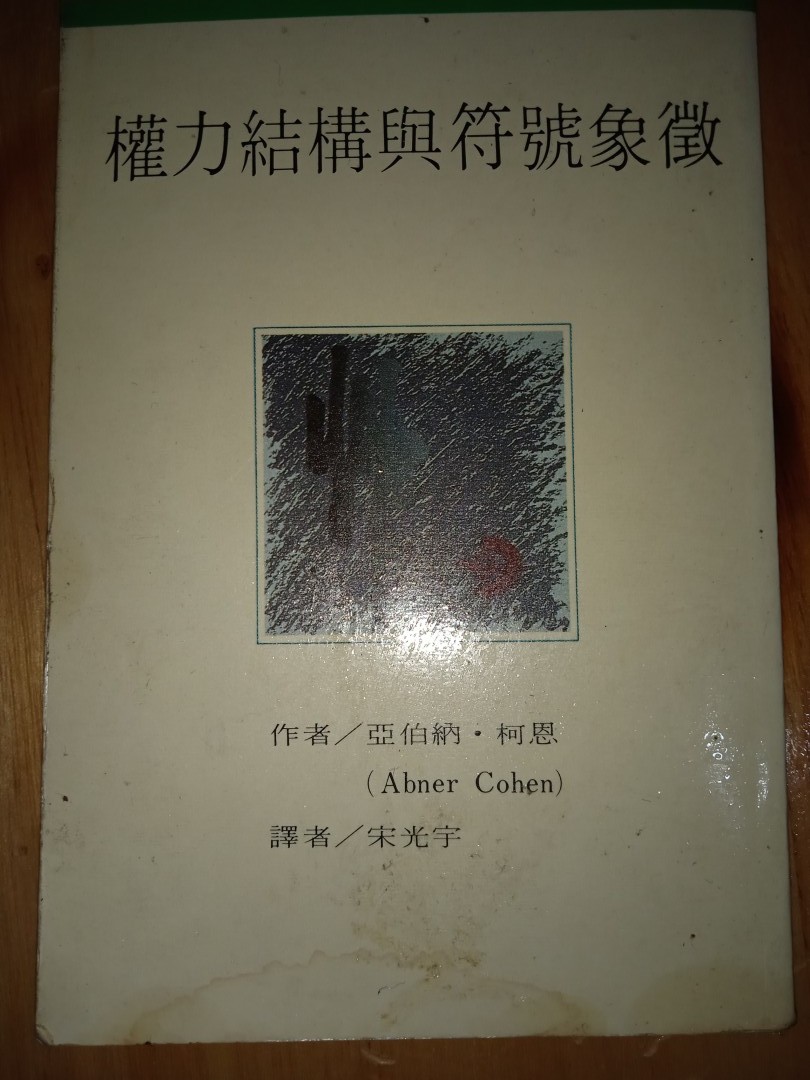 權力結構與符號象徵
作者／亞伯納·柯恩
(Abner Cohen)
譯者／宋光宇